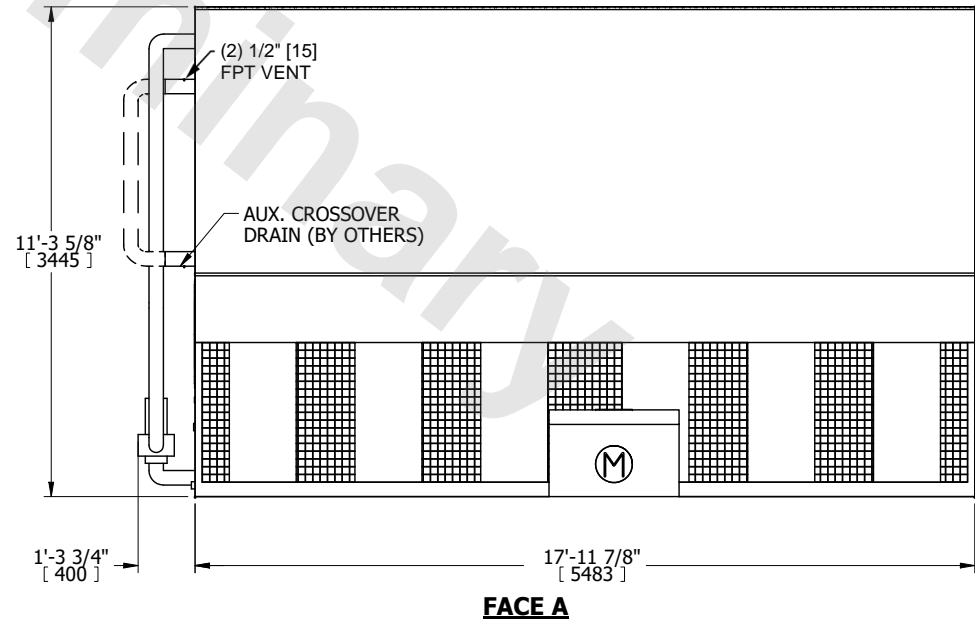 (2) 1/2" [15]
FPT VENT
AUX. CROSSOVER
DRAIN (BY OTHERS)
11'-3 5/8"
[ 3445 ]
M
1'-3 3/4"
[ 400 ]
17'-11 7/8"
[ 5483 ]
FACE A
minary